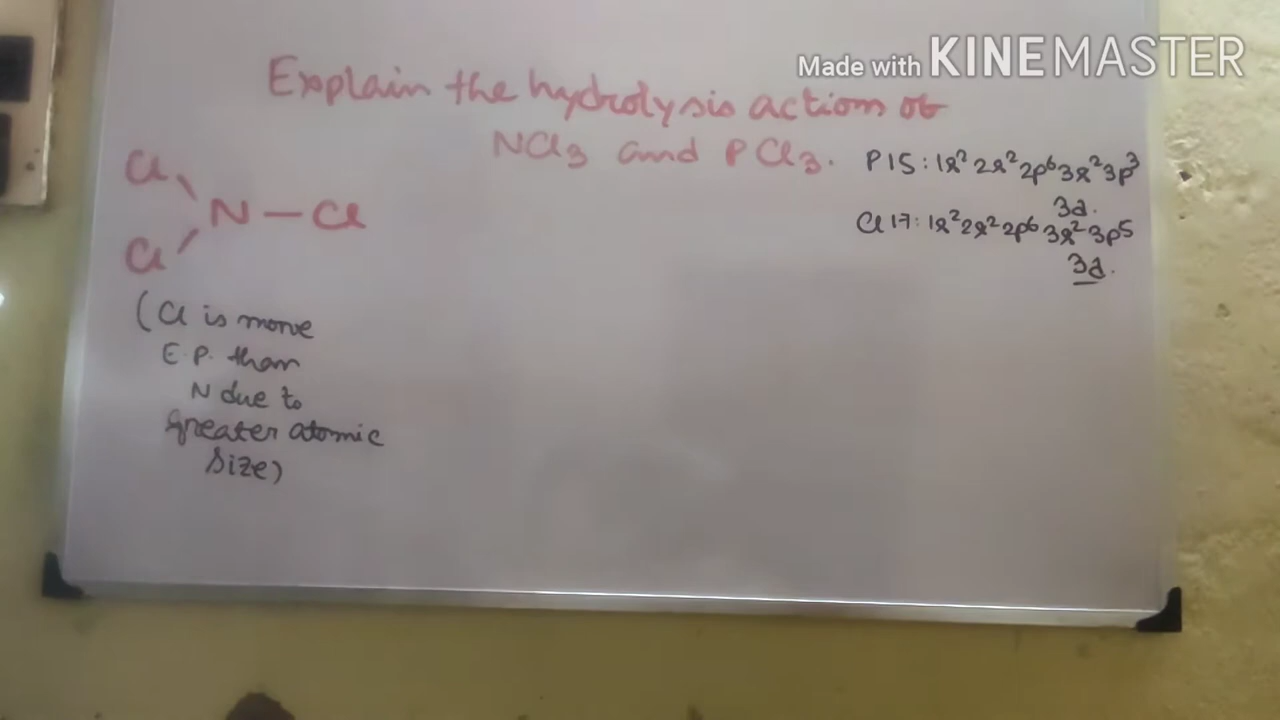 Made with KINEMASTER
Explain the hydrolysis action of
NCl3 and PCl3.
P15: 1s² 2s² 2p⁶ 3s² 3p³
3d.
Cl 17: 1s² 2s² 2p⁶ 3s² 3p⁵
3d.
Cl
N — Cl
Cl
(Cl is more
E.P. than
N due to
greater atomic
size)